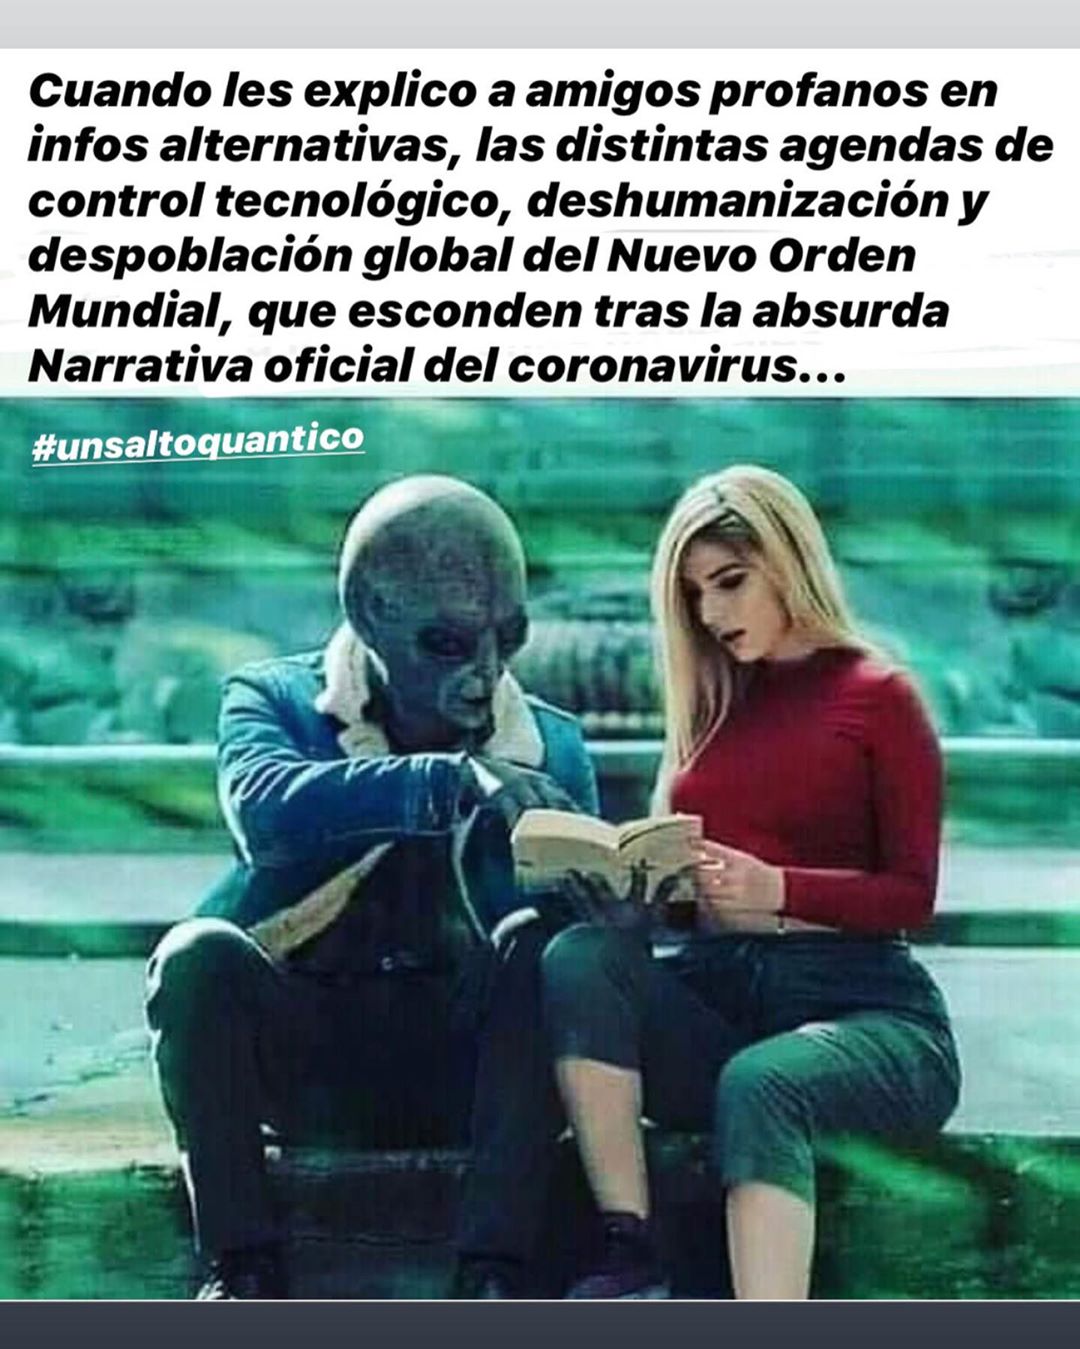 Cuando les explico a amigos profanos en
infos alternativas, las distintas agendas de
control tecnológico, deshumanización y
despoblación global del Nuevo Orden
Mundial, que esconden tras la absurda
Narrativa oficial del coronavirus...
#unsaltoquantico